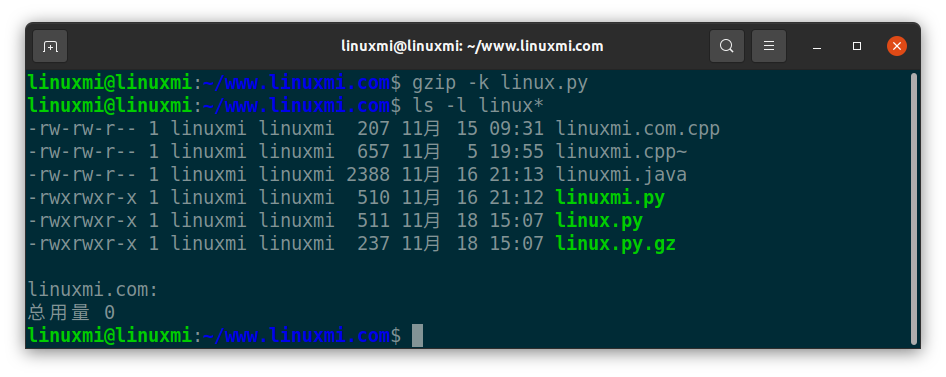 linuxmi@linuxmi: ~/www.linuxmi.com
linuxmi@linuxmi:~/www.linuxmi.com$ gzip -k linux.py
linuxmi@linuxmi:~/www.linuxmi.com$ ls -l linux*
-rw-rw-r-- 1 linuxmi linuxmi  207 11月 15 09:31 linuxmi.com.cpp
-rw-rw-r-- 1 linuxmi linuxmi  657 11月  5 19:55 linuxmi.cpp~
-rw-rw-r-- 1 linuxmi linuxmi 2388 11月 16 21:13 linuxmi.java
-rwxrwxr-x 1 linuxmi linuxmi  510 11月 16 21:12 linuxmi.py
-rwxrwxr-x 1 linuxmi linuxmi  511 11月 18 15:07 linux.py
-rwxrwxr-x 1 linuxmi linuxmi  237 11月 18 15:07 linux.py.gz
linuxmi.com:
总用量 0
linuxmi@linuxmi:~/www.linuxmi.com$